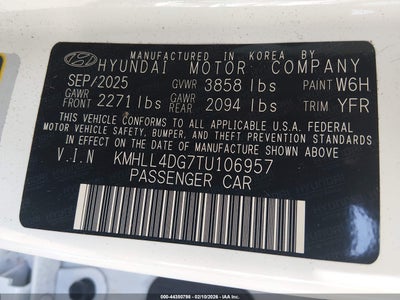 MANUFACTURED IN KOREA BY
HYUNDAI MOTOR COMPANY
SEP/2025 GVWR 3858 lbs PAINT W6H
GAWR FRONT 2271 lbs GAWR REAR 2094 lbs TRIM YFR
THIS VEHICLE CONFORMS TO ALL APPLICABLE U.S.A. FEDERAL
MOTOR VEHICLE SAFETY, BUMPER, AND THEFT PREVENTION STANDARDS
IN EFFECT ON THE DATE OF MANUFACTURE SHOWN ABOVE.
V.I.N KMHLL4DG7TU106957
PASSENGER CAR
000-44350798 - 02/10/2026 - IAA, Inc.